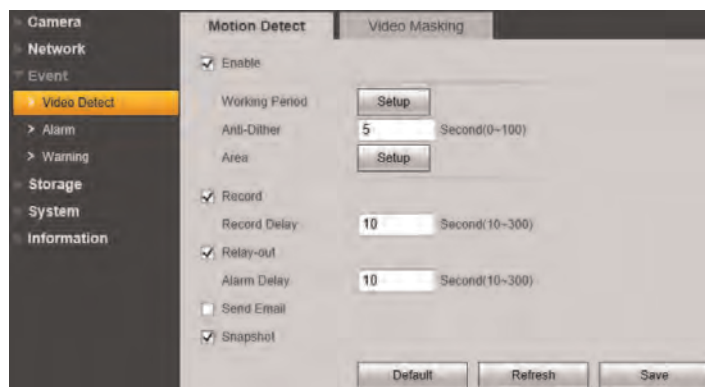 Camera
Network
Event
Video Detect
> Alarm
> Warning
Storage
System
Information
Motion Detect
Video Masking
Enable
Working Period
Setup
Anti-Dither
5
Second(0~100)
Area
Setup
Record
Record Delay
10
Second(10~300)
Relay-out
Alarm Delay
10
Second(10~300)
Send Email
Snapshot
Default
Refresh
Save